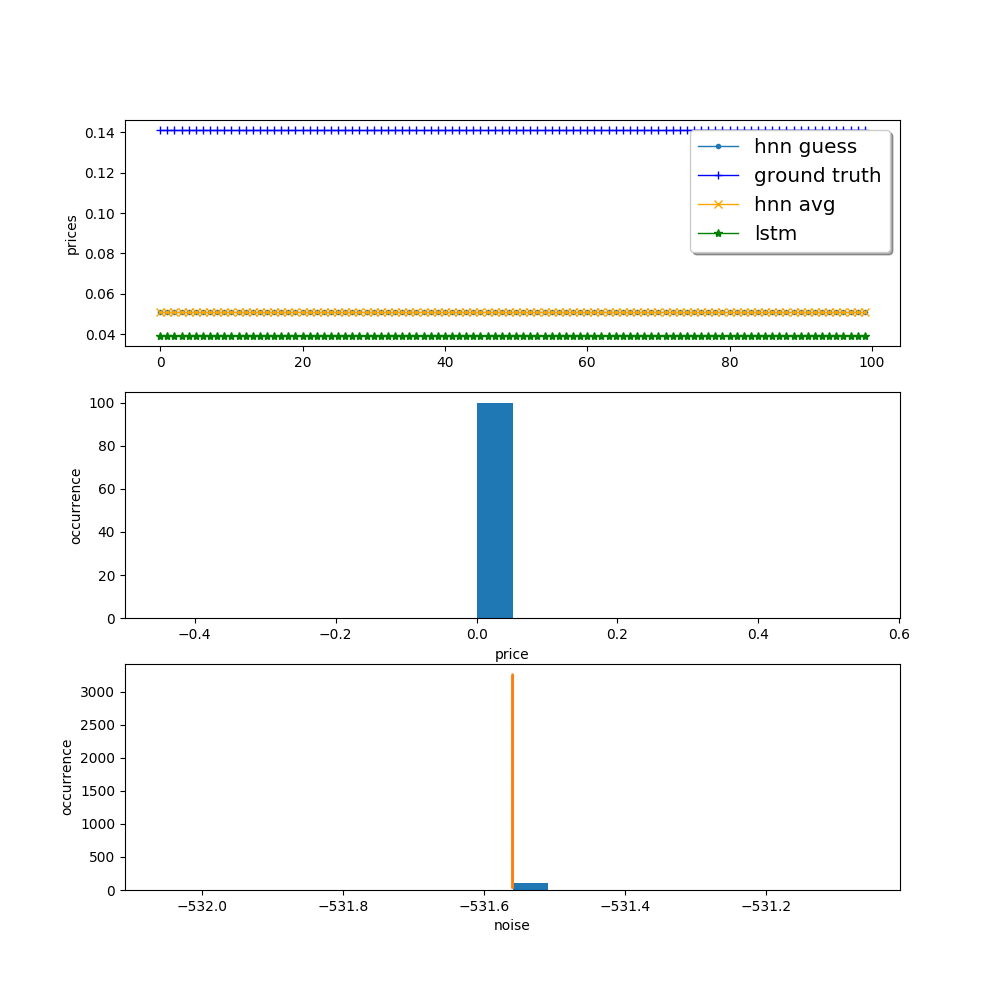 0.14
0.12
0.10
0.08
0.06
0.04
prices
hnn guess
ground truth
hnn avg
lstm
0 20 40 60 80 100
100
80
60
40
20
0
occurrence
−0.4 −0.2 0.0 0.2 0.4 0.6
price
3000
2500
2000
1500
1000
500
0
occurrence
−532.0 −531.8 −531.6 −531.4 −531.2
noise